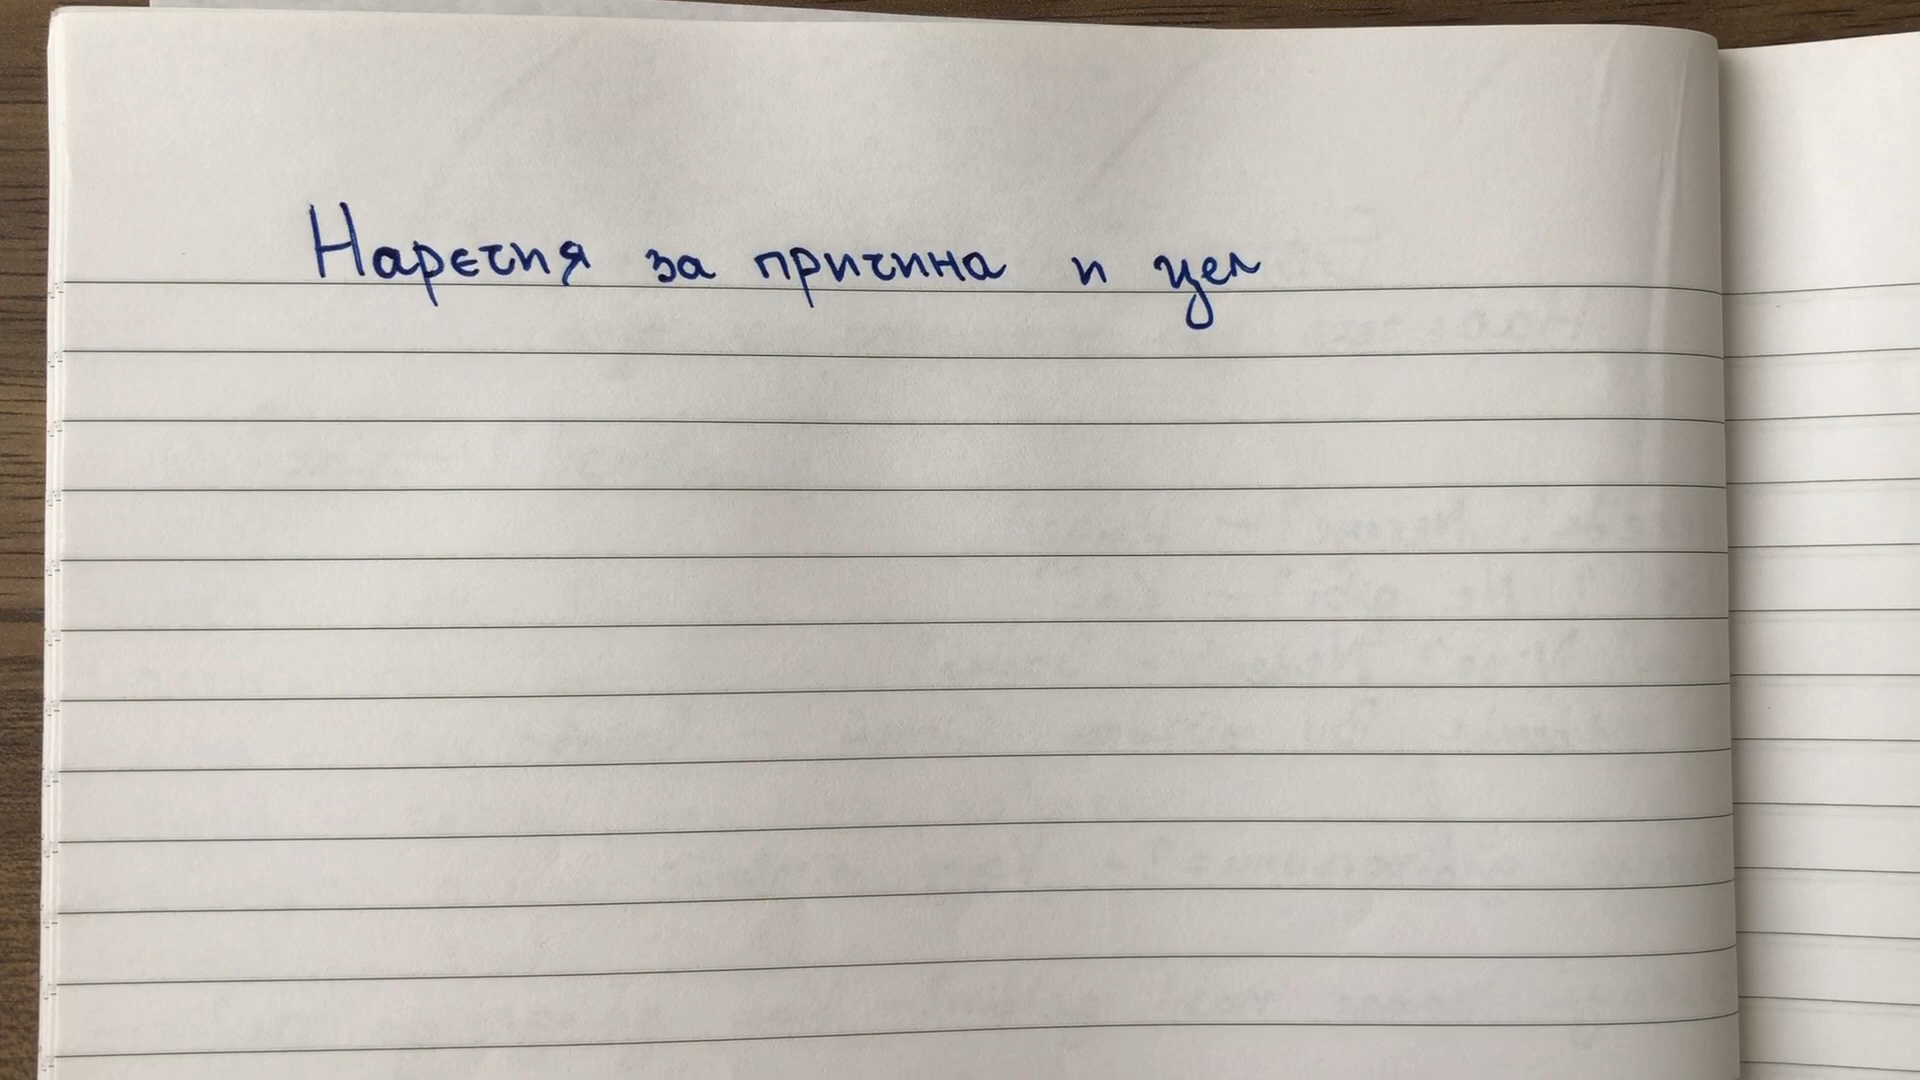 Наречия за причина и цел